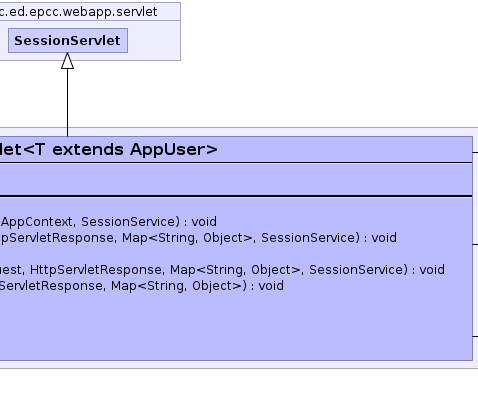 c.ed.epcc.webapp.servlet
SessionServlet
let<T extends AppUser>
AppContext, SessionService) : void
pServletResponse, Map<String, Object>, SessionService) : void
uest, HttpServletResponse, Map<String, Object>, SessionService) : void
ServletResponse, Map<String, Object>) : void